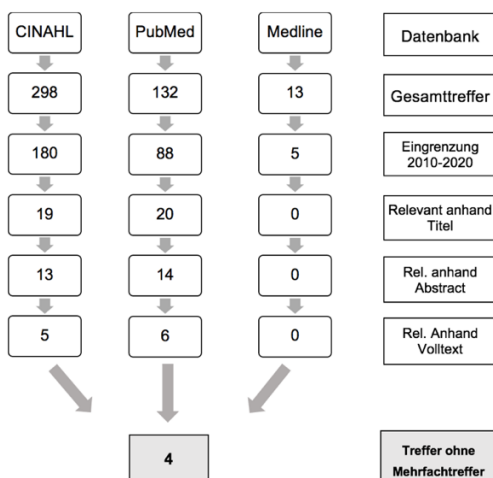 CINAHL PubMed Medline Datenbank
298 132 13 Gesamttreffer
180 88 5 Eingrenzung
2010-2020
19 20 0 Relevant anhand
Titel
13 14 0 Rel. anhand
Abstract
5 6 0 Rel. Anhand
Volltext
4 Treffer ohne
Mehrfachtreffer